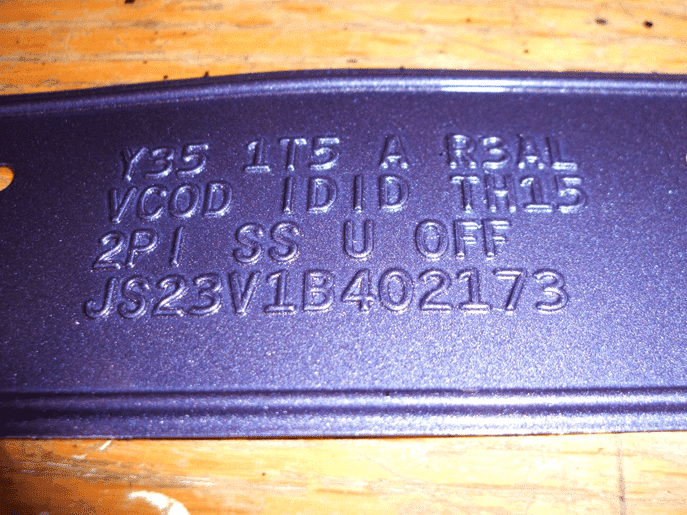 Y35 1T5 A R3AL
VCOD IDID TH15
2PI SS U OFF
JS23V1B402173